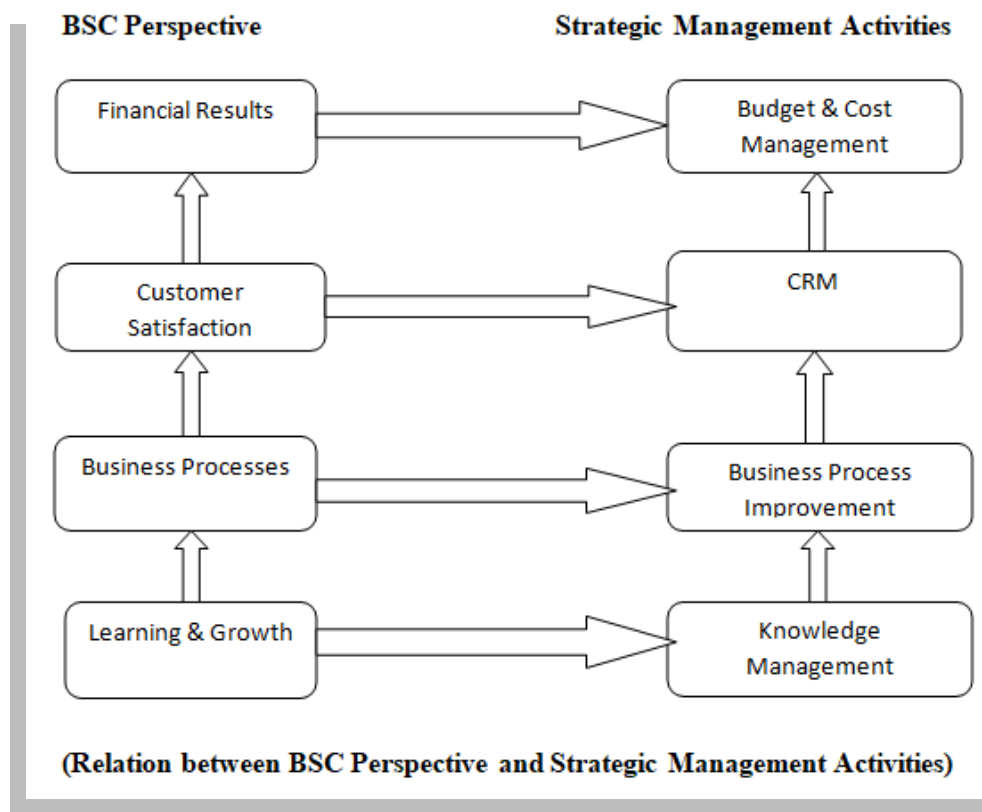 BSC Perspective
Strategic Management Activities
Financial Results
Budget & Cost
Management
Customer
Satisfaction
CRM
Business Processes
Business Process
Improvement
Learning & Growth
Knowledge
Management
(Relation between BSC Perspective and Strategic Management Activities)